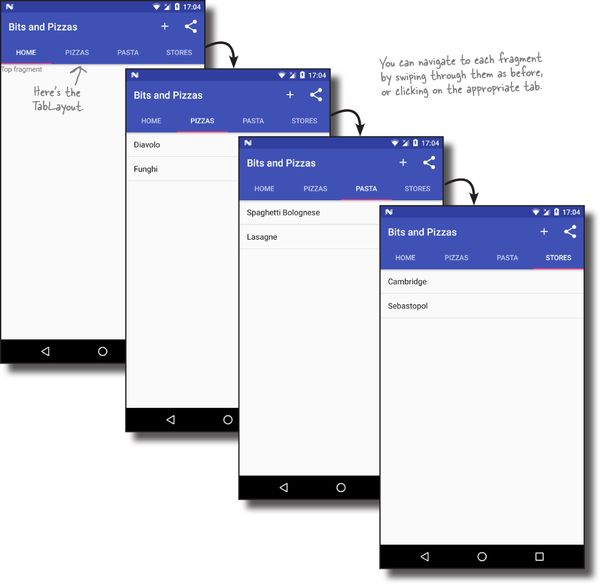 17:04
Bits and Pizzas
HOME PIZZAS PASTA STORES
Top fragment
Here's the
TabLayout.
You can navigate to each fragment
by swiping through them as before,
or clicking on the appropriate tab.
17:04
Bits and Pizzas
HOME PIZZAS PASTA STORES
Diavolo
Funghi
17:04
Bits and Pizzas
HOME PIZZAS PASTA STORES
Spaghetti Bolognese
Lasagne
17:04
Bits and Pizzas
HOME PIZZAS PASTA STORES
Cambridge
Sebastopol